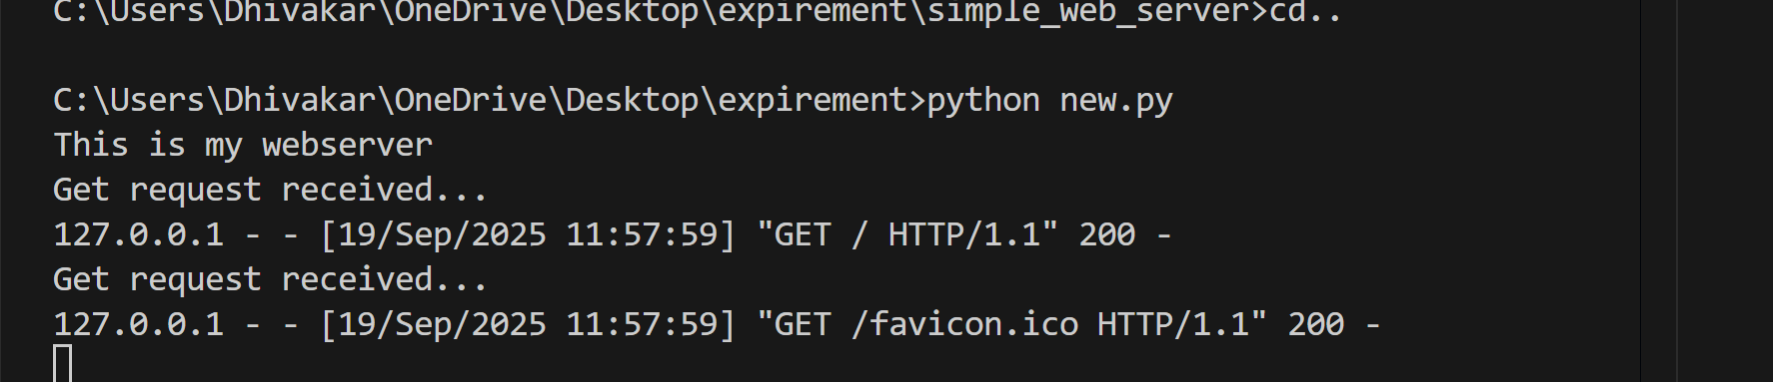 C:\Users\Dhivakar\OneDrive\Desktop\expirement\simple_web_server>cd..
C:\Users\Dhivakar\OneDrive\Desktop\expirement>python new.py
This is my webserver
Get request received...
127.0.0.1 - - [19/Sep/2025 11:57:59] "GET / HTTP/1.1" 200 -
Get request received...
127.0.0.1 - - [19/Sep/2025 11:57:59] "GET /favicon.ico HTTP/1.1" 200 -